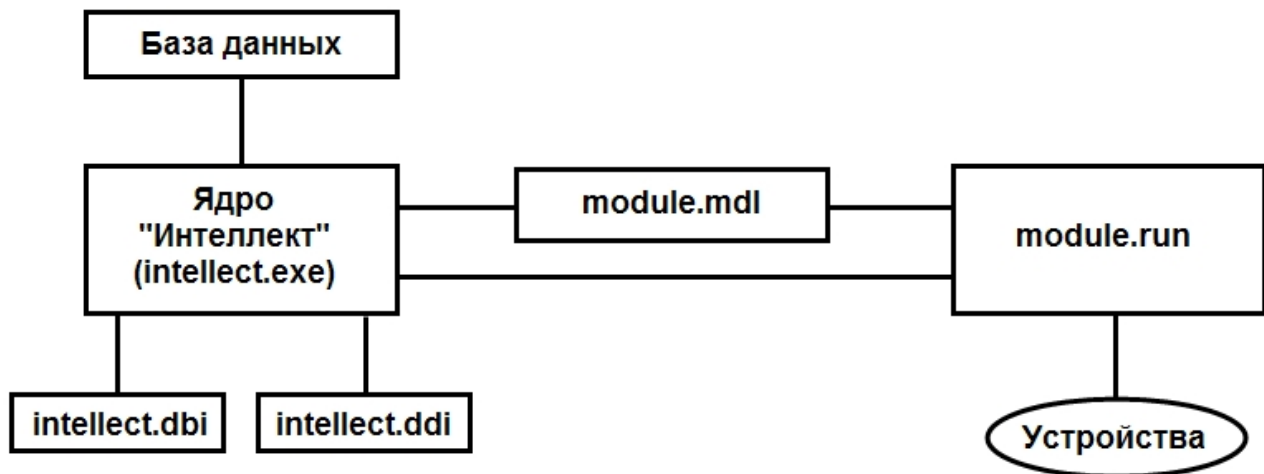 База данных
Ядро
"Интеллект"
(intellect.exe)
module.mdl
module.run
intellect.dbi
intellect.ddi
Устройства